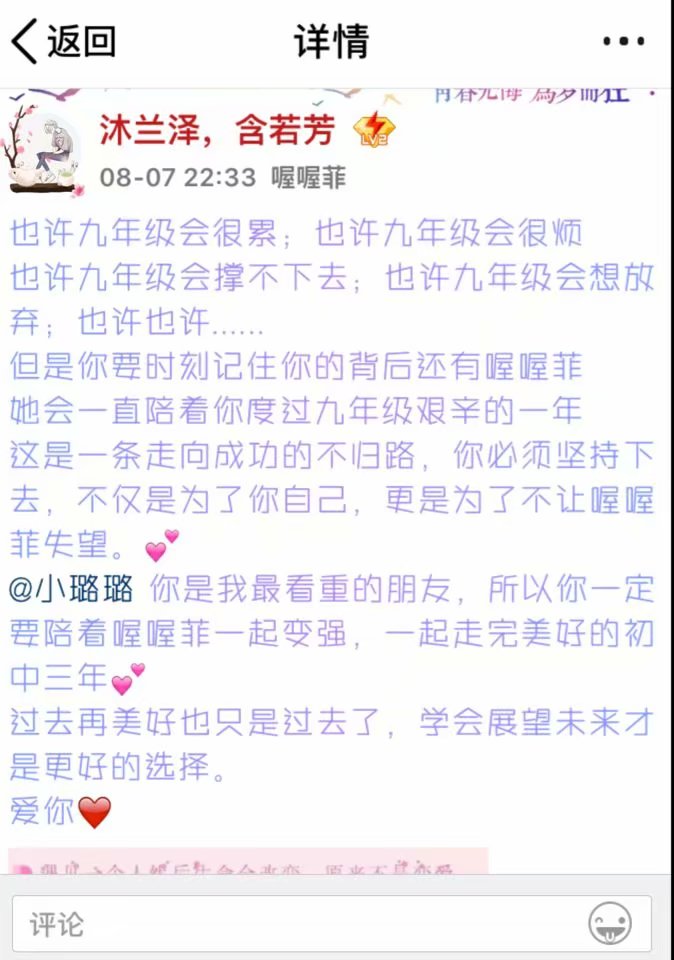 返回
详情
青春无悔 為夢而狂
沐兰泽，含若芳
LV2
08-07 22:33 喔喔菲
也许九年级会很累；也许九年级会很烦
也许九年级会撑不下去；也许九年级会想放
弃；也许也许......
但是你要时刻记住你的背后还有喔喔菲
她会一直陪着你度过九年级艰辛的一年
这是一条走向成功的不归路，你必须坚持下
去，不仅是为了你自己，更是为了不让喔喔
菲失望。💕
@小璐璐 你是我最看重的朋友，所以你一定
要陪着喔喔菲一起变强，一起走完美好的初
中三年💕
过去再美好也只是过去了，学会展望未来才
是更好的选择。
爱你❤️
评论